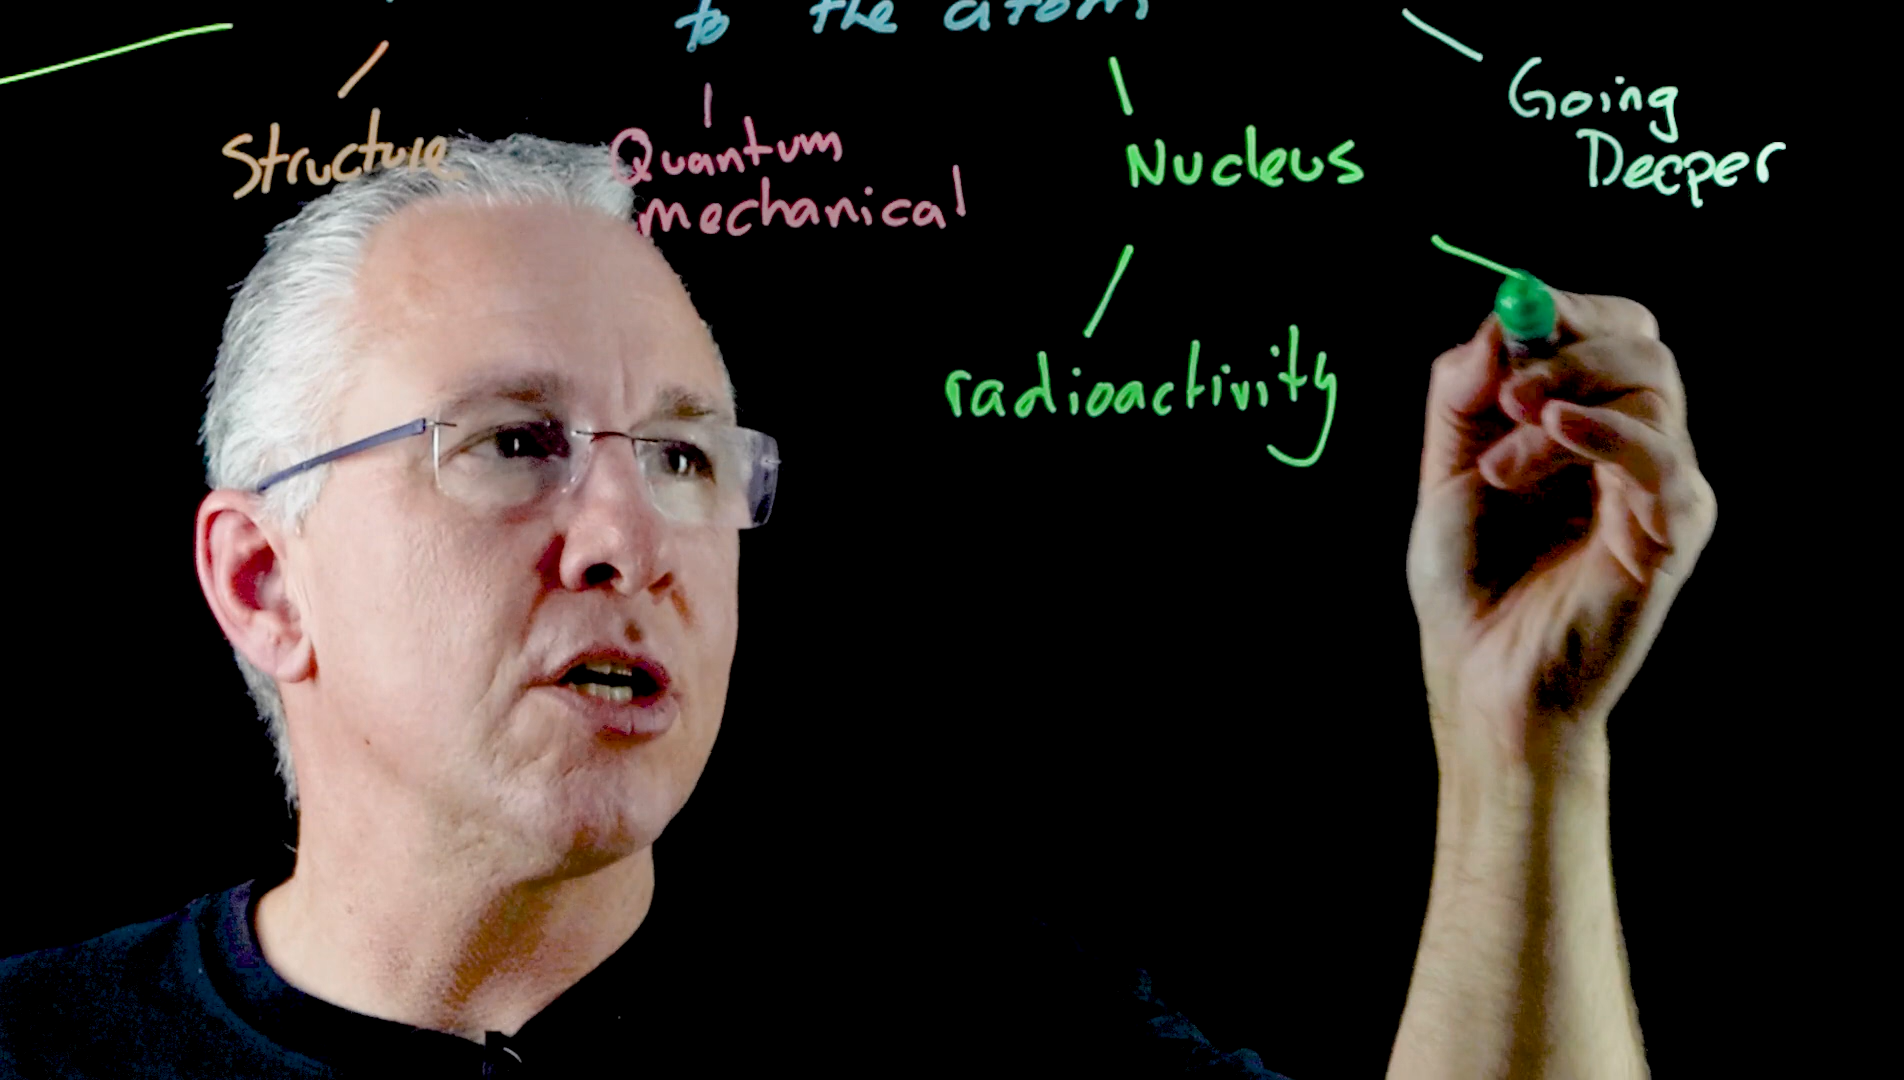 to the atom
Structure
Quantum
mechanical
Nucleus
Going
Deeper
radioactivity